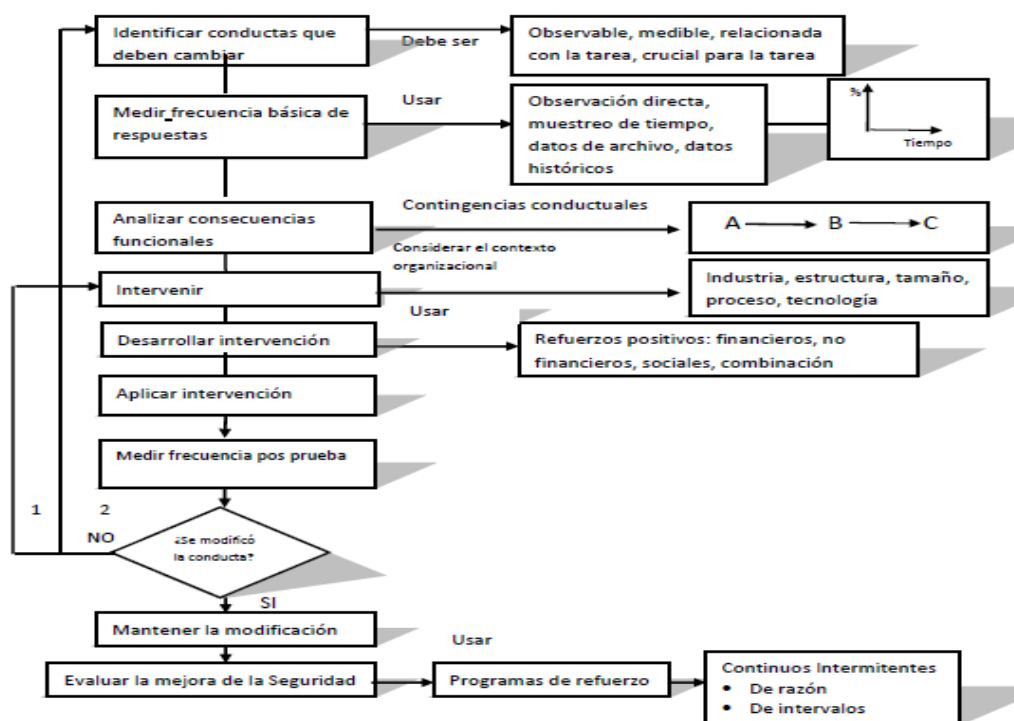 Identificar conductas que
deben cambiar
Debe ser
Observable, medible, relacionada
con la tarea, crucial para la tarea
Medir frecuencia básica de
respuestas
Usar
Observación directa,
muestreo de tiempo,
datos de archivo, datos
históricos
%
Tiempo
Analizar consecuencias
funcionales
Contingencias conductuales
A B C
Considerar el contexto
organizacional
Intervenir
Industria, estructura, tamaño,
proceso, tecnología
Usar
Desarrollar intervención
Refuerzos positivos: financieros, no
financieros, sociales, combinación
Aplicar intervención
Medir frecuencia pos prueba
1 2
NO
¿Se modificó
la conducta?
SI
Mantener la modificación
Usar
Evaluar la mejora de la Seguridad
Programas de refuerzo
Continuos Intermitentes
• De razón
• De intervalos